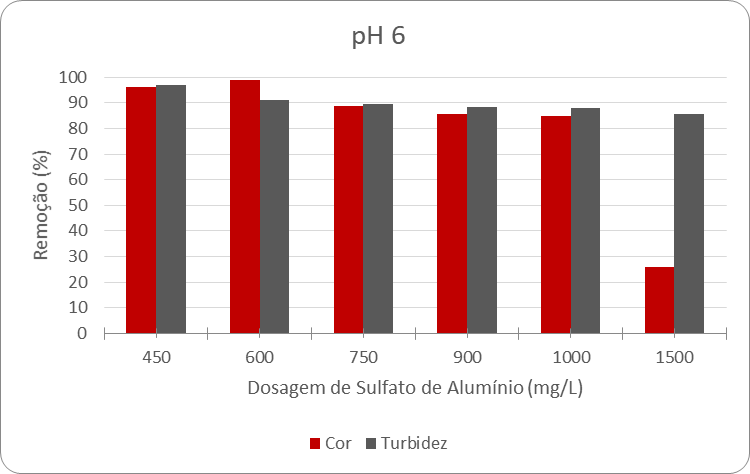 pH 6
Remoção (%)
100
90
80
70
60
50
40
30
20
10
0
450 600 750 900 1000 1500
Dosagem de Sulfato de Alumínio (mg/L)
Cor Turbidez